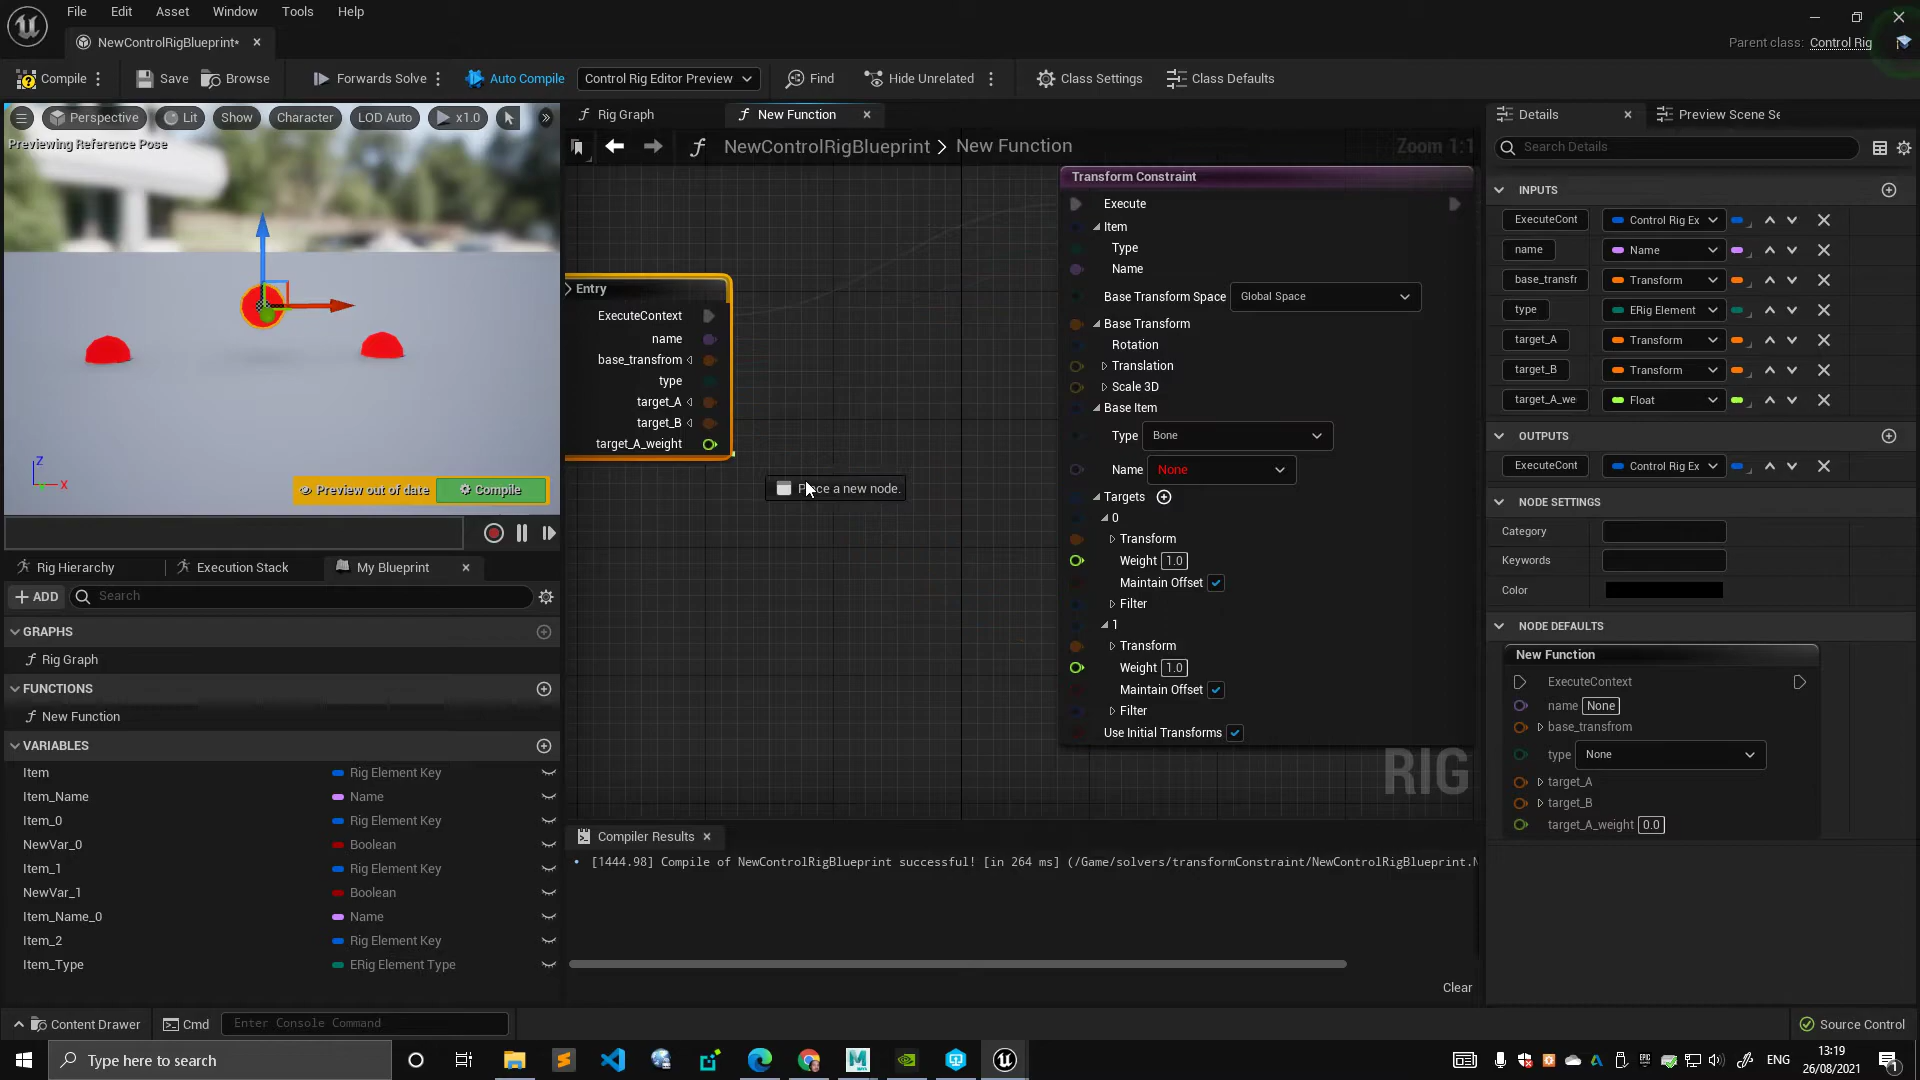 File Edit Asset Window Tools Help
NewControlRigBlueprint*
Parent class: Control Rig
Compile
Save
Browse
Forwards Solve
Auto Compile
Control Rig Editor Preview
Find
Hide Unrelated
Class Settings
Class Defaults
Perspective
Lit
Show
Character
LOD Auto
x1.0
Previewing Reference Pose
Z
X
Preview out of date
Compile
Rig Hierarchy
Execution Stack
My Blueprint
ADD
Search
GRAPHS
Rig Graph
FUNCTIONS
New Function
VARIABLES
Item Rig Element Key
Item_Name Name
Item_0 Rig Element Key
NewVar_0 Boolean
Item_1 Rig Element Key
NewVar_1 Boolean
Item_Name_0 Name
Item_2 Rig Element Key
Item_Type ERig Element Type
Rig Graph
New Function
NewControlRigBlueprint > New Function
Zoom 1:1
Entry
ExecuteContext
name
base_transfrom
type
target_A
target_B
target_A_weight
a new node.
Transform Constraint
Execute
Item
Type
Name
Base Transform Space Global Space
Base Transform
Rotation
Translation
Scale 3D
Base Item
Type Bone
Name None
Targets
0
Transform
Weight 1.0
Maintain Offset
Filter
1
Transform
Weight 1.0
Maintain Offset
Filter
Use Initial Transforms
RIG
Compiler Results
[1444.98] Compile of NewControlRigBlueprint successful! [in 264 ms] (/Game/solvers/transformConstraint/NewControlRigBlueprint.N
Clear
Details
Preview Scene Se
Search Details
INPUTS
ExecuteCont Control Rig Ex
name Name
base_transfr Transform
type ERig Element
target_A Transform
target_B Transform
target_A_wei Float
OUTPUTS
ExecuteCont Control Rig Ex
NODE SETTINGS
Category
Keywords
Color
NODE DEFAULTS
New Function
ExecuteContext
name None
base_transfrom
type None
target_A
target_B
target_A_weight 0.0
Content Drawer
Cmd
Enter Console Command
Source Control
Type here to search
ENG
13:19
26/08/2021